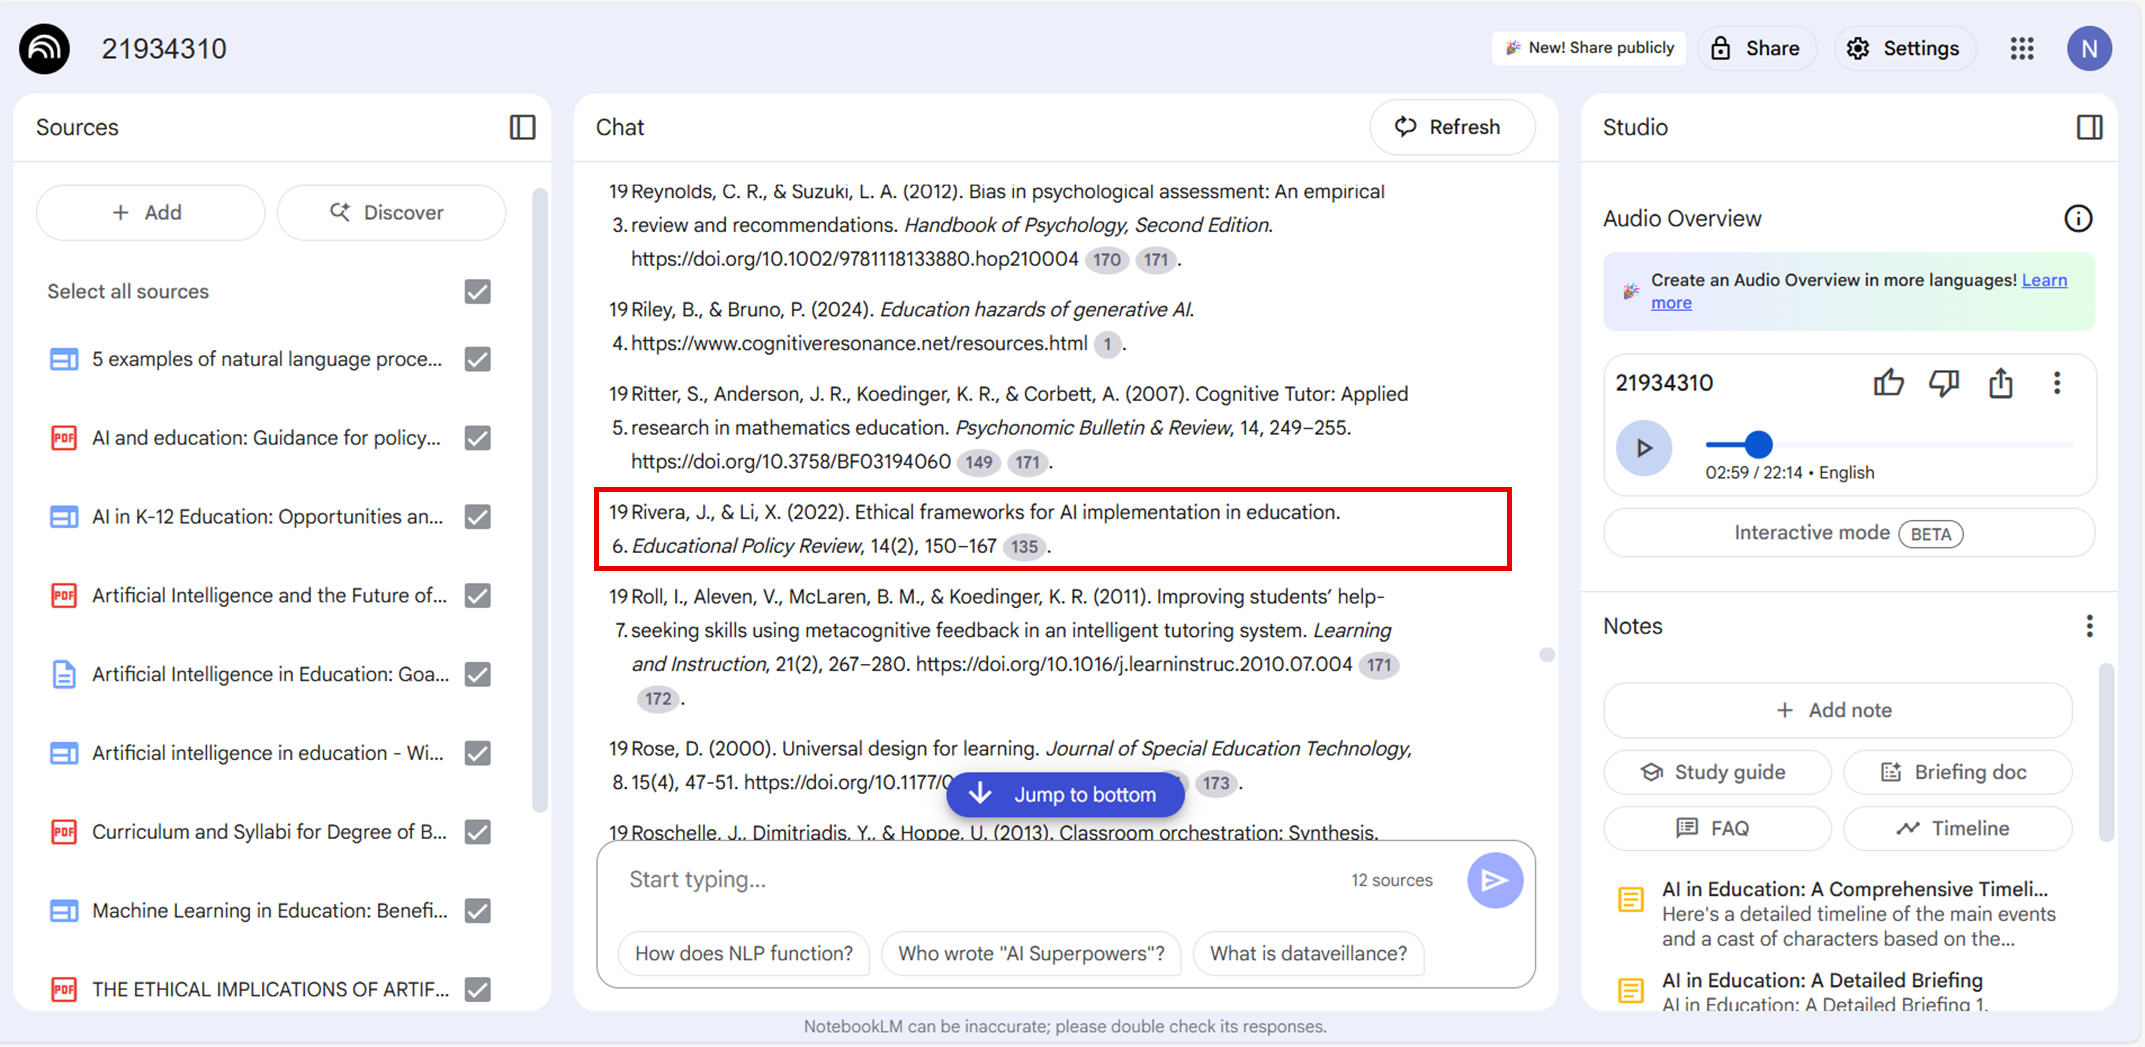 21934310
New! Share publicly
Share
Settings
N
Sources
Add
Discover
Select all sources
5 examples of natural language proce...
PDF AI and education: Guidance for policy...
AI in K-12 Education: Opportunities an...
PDF Artificial Intelligence and the Future of...
Artificial Intelligence in Education: Goa...
Artificial intelligence in education - Wi...
PDF Curriculum and Syllabi for Degree of B...
Machine Learning in Education: Benefi...
PDF THE ETHICAL IMPLICATIONS OF ARTIF...
Chat
Refresh
19 Reynolds, C. R., & Suzuki, L. A. (2012). Bias in psychological assessment: An empirical
3. review and recommendations. Handbook of Psychology, Second Edition.
https://doi.org/10.1002/9781118133880.hop210004 170 171 .
19 Riley, B., & Bruno, P. (2024). Education hazards of generative AI.
4. https://www.cognitiveresonance.net/resources.html 1 .
19 Ritter, S., Anderson, J. R., Koedinger, K. R., & Corbett, A. (2007). Cognitive Tutor: Applied
5. research in mathematics education. Psychonomic Bulletin & Review, 14, 249–255.
https://doi.org/10.3758/BF03194060 149 171 .
19 Rivera, J., & Li, X. (2022). Ethical frameworks for AI implementation in education.
6. Educational Policy Review, 14(2), 150–167 135 .
19 Roll, I., Aleven, V., McLaren, B. M., & Koedinger, K. R. (2011). Improving students’ help-
7. seeking skills using metacognitive feedback in an intelligent tutoring system. Learning
and Instruction, 21(2), 267–280. https://doi.org/10.1016/j.learninstruc.2010.07.004 171
172 .
19 Rose, D. (2000). Universal design for learning. Journal of Special Education Technology,
8. 15(4), 47-51. https://doi.org/10.1177/0 173 .
Jump to bottom
19 Roschelle, J., Dimitriadis, Y., & Hoppe, U. (2013). Classroom orchestration: Synthesis.
Start typing...
12 sources
How does NLP function?
Who wrote "AI Superpowers"?
What is dataveillance?
NotebookLM can be inaccurate; please double check its responses.
Studio
Audio Overview
Create an Audio Overview in more languages! Learn
more
21934310
02:59 / 22:14 • English
Interactive mode BETA
Notes
Add note
Study guide
Briefing doc
FAQ
Timeline
AI in Education: A Comprehensive Timeli...
Here's a detailed timeline of the main events
and a cast of characters based on the...
AI in Education: A Detailed Briefing
AI in Education: A Detailed Briefing 1.